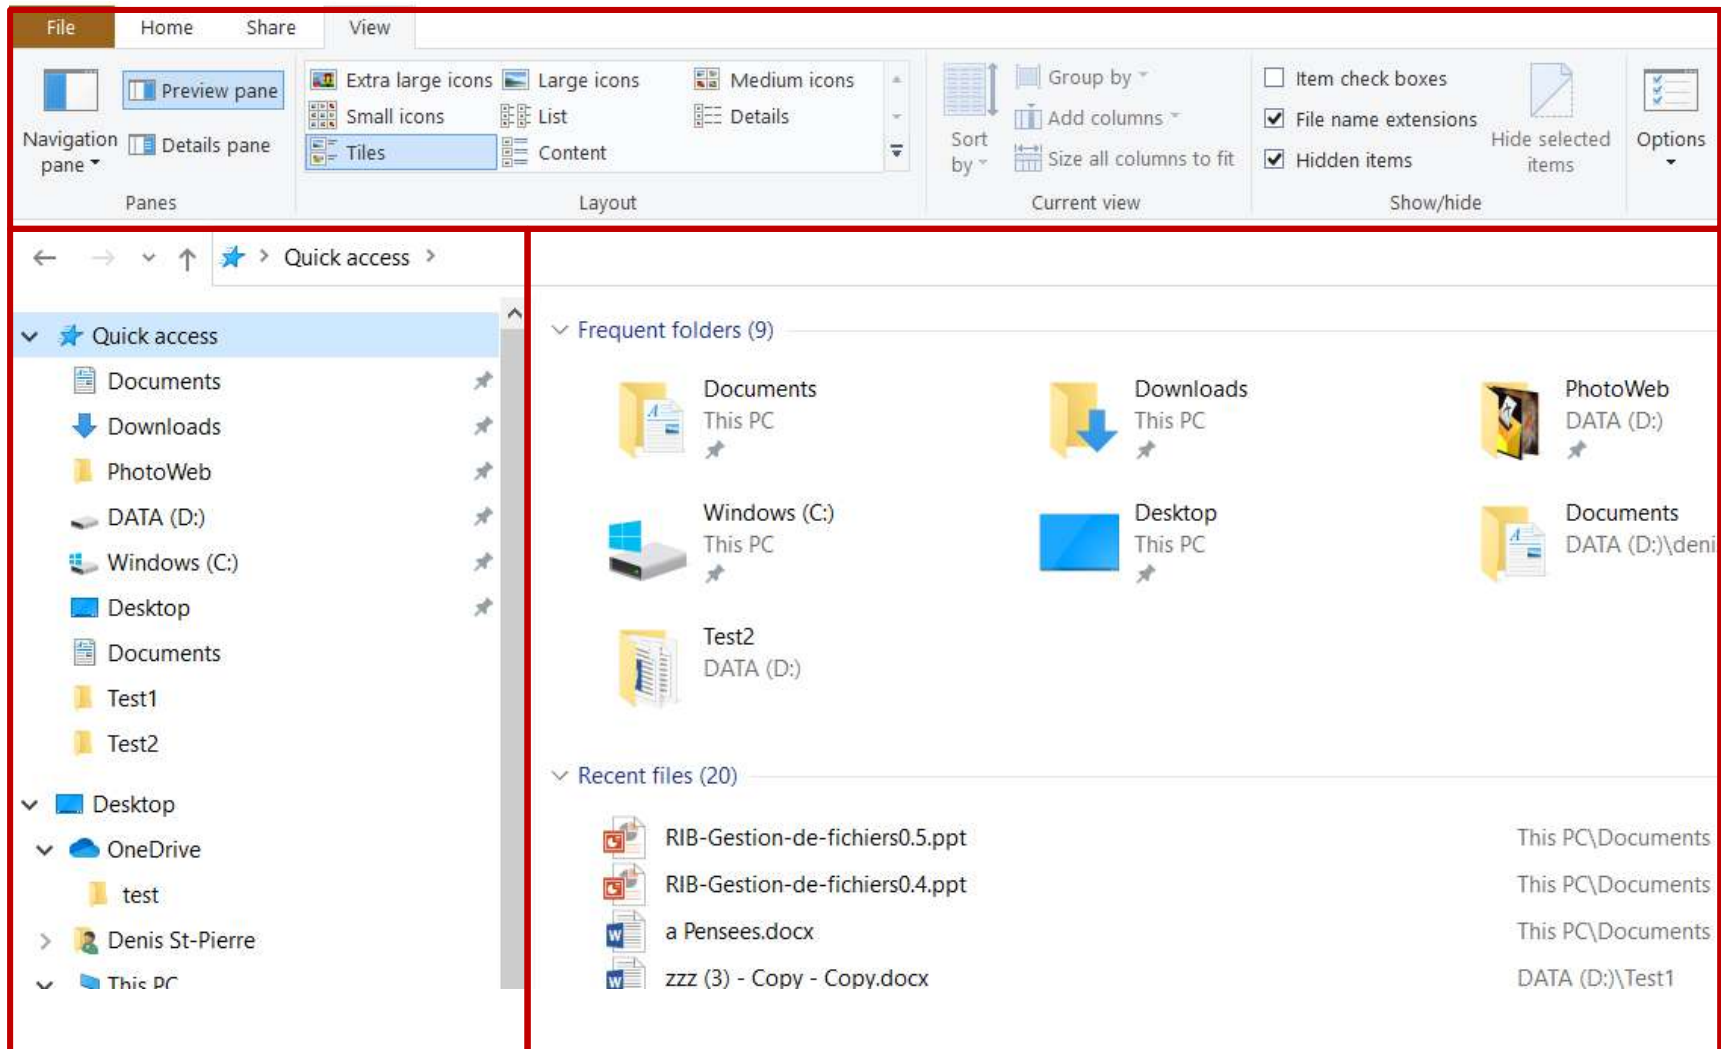 File Home Share View
Navigation pane
Preview pane
Details pane
Panes
Extra large icons Large icons Medium icons
Small icons List Details
Tiles Content
Layout
Sort by
Group by
Add columns
Size all columns to fit
Current view
Item check boxes
File name extensions
Hidden items
Hide selected items
Show/hide
Options
Quick access
Quick access
Documents
Downloads
PhotoWeb
DATA (D:)
Windows (C:)
Desktop
Documents
Test1
Test2
Desktop
OneDrive
test
Denis St-Pierre
This PC
Frequent folders (9)
Documents
This PC
Downloads
This PC
PhotoWeb
DATA (D:)
Windows (C:)
This PC
Desktop
This PC
Documents
DATA (D:)\deni
Test2
DATA (D:)
Recent files (20)
RIB-Gestion-de-fichiers0.5.ppt This PC\Documents
RIB-Gestion-de-fichiers0.4.ppt This PC\Documents
a Pensees.docx This PC\Documents
zzz (3) - Copy - Copy.docx DATA (D:)\Test1